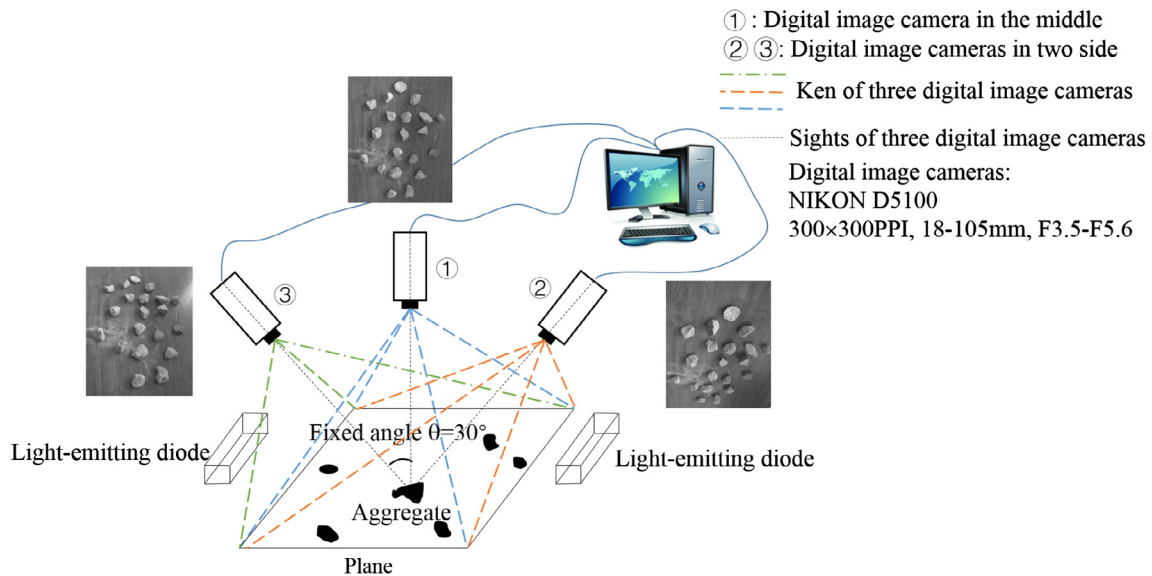 ① : Digital image camera in the middle
② ③: Digital image cameras in two side
Ken of three digital image cameras
Sights of three digital image cameras
Digital image cameras:
NIKON D5100
300×300PPI, 18-105mm, F3.5-F5.6
①
②
③
Light-emitting diode
Fixed angle θ=30°
Light-emitting diode
Aggregate
Plane